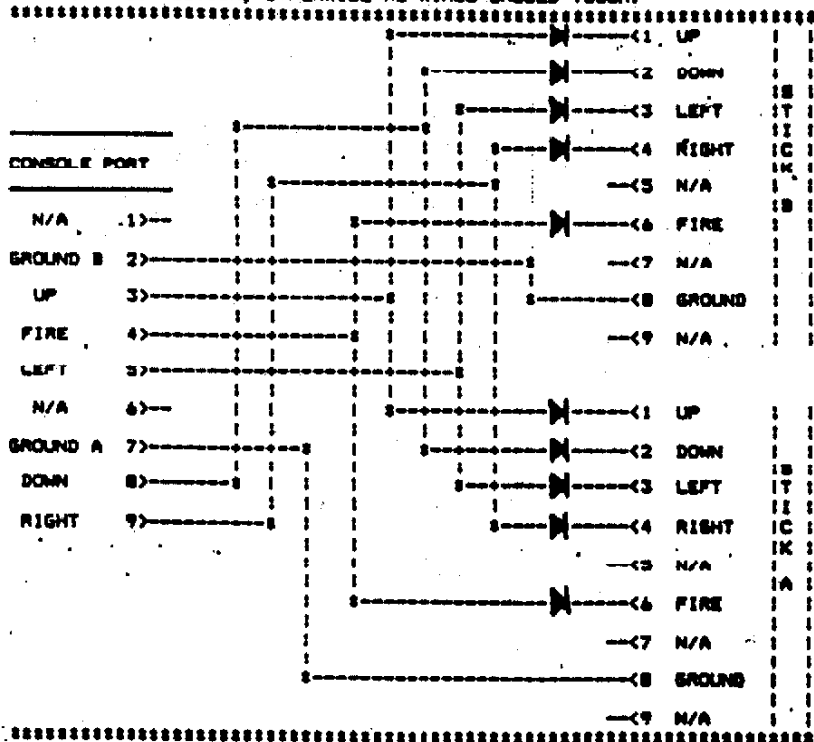 <1 UP
<2 DOWN
<3 LEFT
<4 RIGHT
<5 N/A
<6 FIRE
<7 N/A
<8 GROUND
<9 N/A
STICK B
CONSOLE PORT
N/A 1>
GROUND B 2>
UP 3>
FIRE 4>
LEFT 5>
N/A 6>
GROUND A 7>
DOWN 8>
RIGHT 9>
<1 UP
<2 DOWN
<3 LEFT
<4 RIGHT
<5 N/A
<6 FIRE
<7 N/A
<8 GROUND
<9 N/A
STICK A